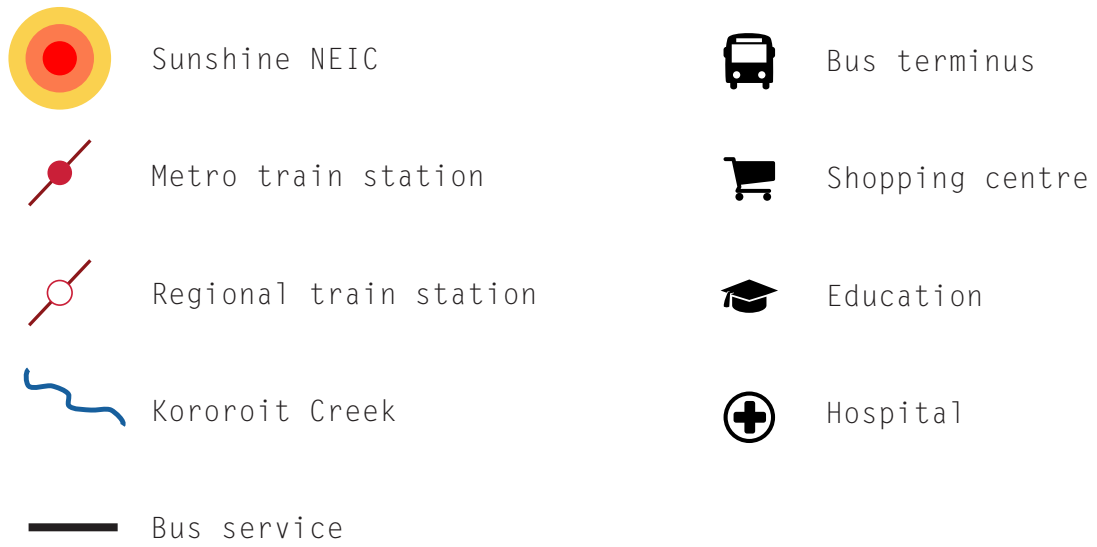 Sunshine NEIC
Metro train station
Regional train station
Kororoit Creek
Bus service
Bus terminus
Shopping centre
Education
Hospital